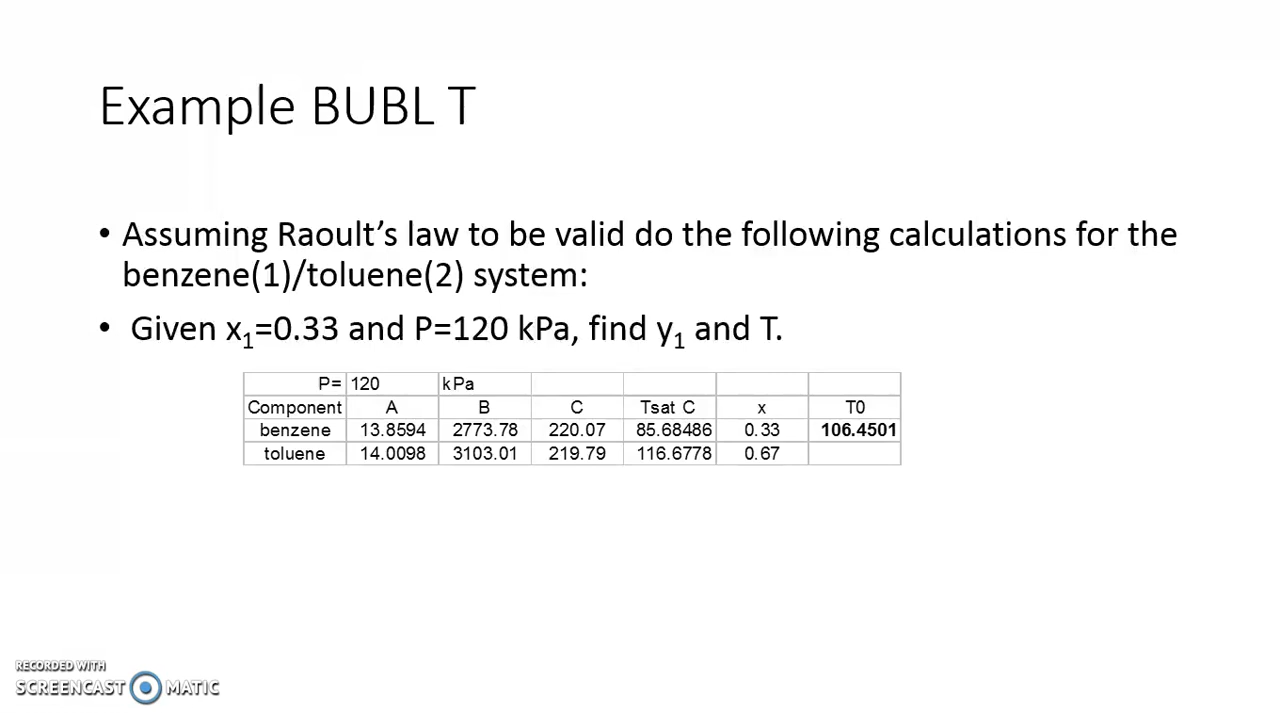 Example BUBL T
• Assuming Raoult’s law to be valid do the following calculations for the
benzene(1)/toluene(2) system:
• Given x₁=0.33 and P=120 kPa, find y₁ and T.
P= 120 kPa
Component A B C Tsat C x T0
benzene 13.8594 2773.78 220.07 85.68486 0.33 106.4501
toluene 14.0098 3103.01 219.79 116.6778 0.67
RECORDED WITH
SCREENCAST MATIC